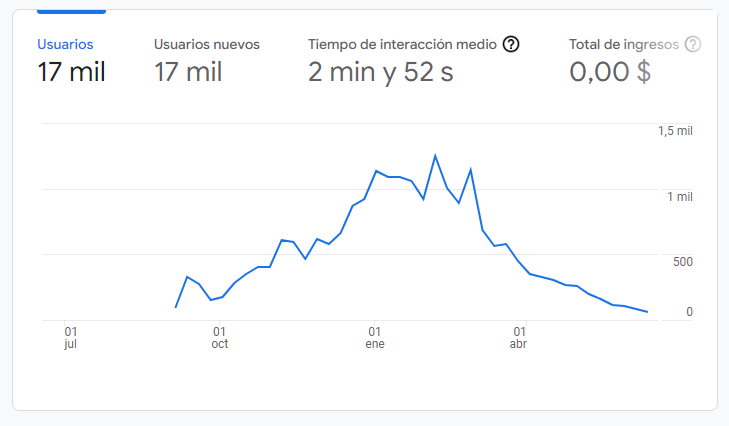 Usuarios
17 mil
Usuarios nuevos
17 mil
Tiempo de interacción medio ?
2 min y 52 s
Total de ingresos ?
0,00 $
1,5 mil
1 mil
500
0
01
jul
01
oct
01
ene
01
abr